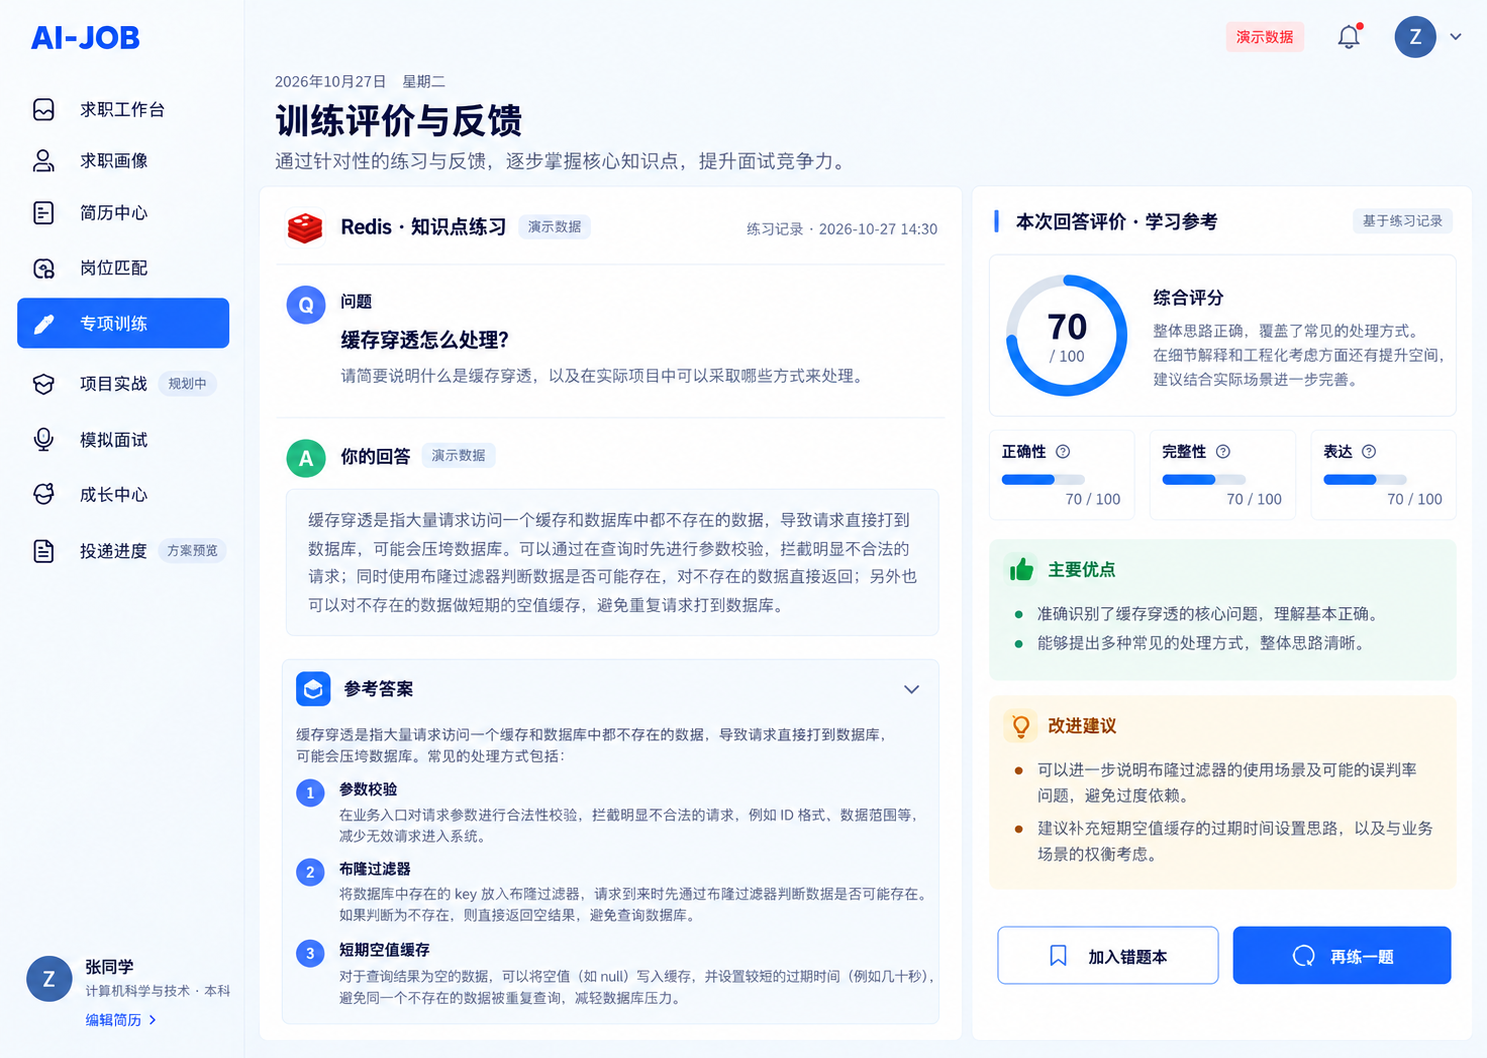 AI-JOB
求职工作台
求职画像
简历中心
岗位匹配
专项训练
项目实战 规划中
模拟面试
成长中心
投递进度 方案预览
Z
张同学
计算机科学与技术 · 本科
编辑简历
演示数据
Z
2026年10月27日 星期二
训练评价与反馈
通过针对性的练习与反馈，逐步掌握核心知识点，提升面试竞争力。
Redis · 知识点练习 演示数据 练习记录 · 2026-10-27 14:30
Q 问题
缓存穿透怎么处理？
请简要说明什么是缓存穿透，以及在实际项目中可以采取哪些方式来处理。
A 你的回答 演示数据
缓存穿透是指大量请求访问一个缓存和数据库中都不存在的数据，导致请求直接打到
数据库，可能会压垮数据库。可以通过在查询时先进行参数校验，拦截明显不合法的
请求；同时使用布隆过滤器判断数据是否可能存在，对不存在的数据直接返回；另外也
可以对不存在的数据做短期的空值缓存，避免重复请求打到数据库。
参考答案
缓存穿透是指大量请求访问一个缓存和数据库中都不存在的数据，导致请求直接打到数据库，
可能会压垮数据库。常见的处理方式包括：
1 参数校验
在业务入口对请求参数进行合法性校验，拦截明显不合法的请求，例如 ID 格式、数据范围等，
减少无效请求进入系统。
2 布隆过滤器
将数据库中存在的 key 放入布隆过滤器，请求到来时先通过布隆过滤器判断数据是否可能存在。
如果判断为不存在，则直接返回空结果，避免查询数据库。
3 短期空值缓存
对于查询结果为空的数据，可以将空值（如 null）写入缓存，并设置较短的过期时间（例如几十秒），
避免同一个不存在的数据被重复查询，减轻数据库压力。
本次回答评价 · 学习参考 基于练习记录
70
/ 100
综合评分
整体思路正确，覆盖了常见的处理方式。
在细节解释和工程化考虑方面还有提升空间，
建议结合实际场景进一步完善。
正确性 ?
70 / 100
完整性 ?
70 / 100
表达 ?
70 / 100
主要优点
准确识别了缓存穿透的核心问题，理解基本正确。
能够提出多种常见的处理方式，整体思路清晰。
改进建议
可以进一步说明布隆过滤器的使用场景及可能的误判率
问题，避免过度依赖。
建议补充短期空值缓存的过期时间设置思路，以及与业务
场景的权衡考虑。
加入错题本
再练一题